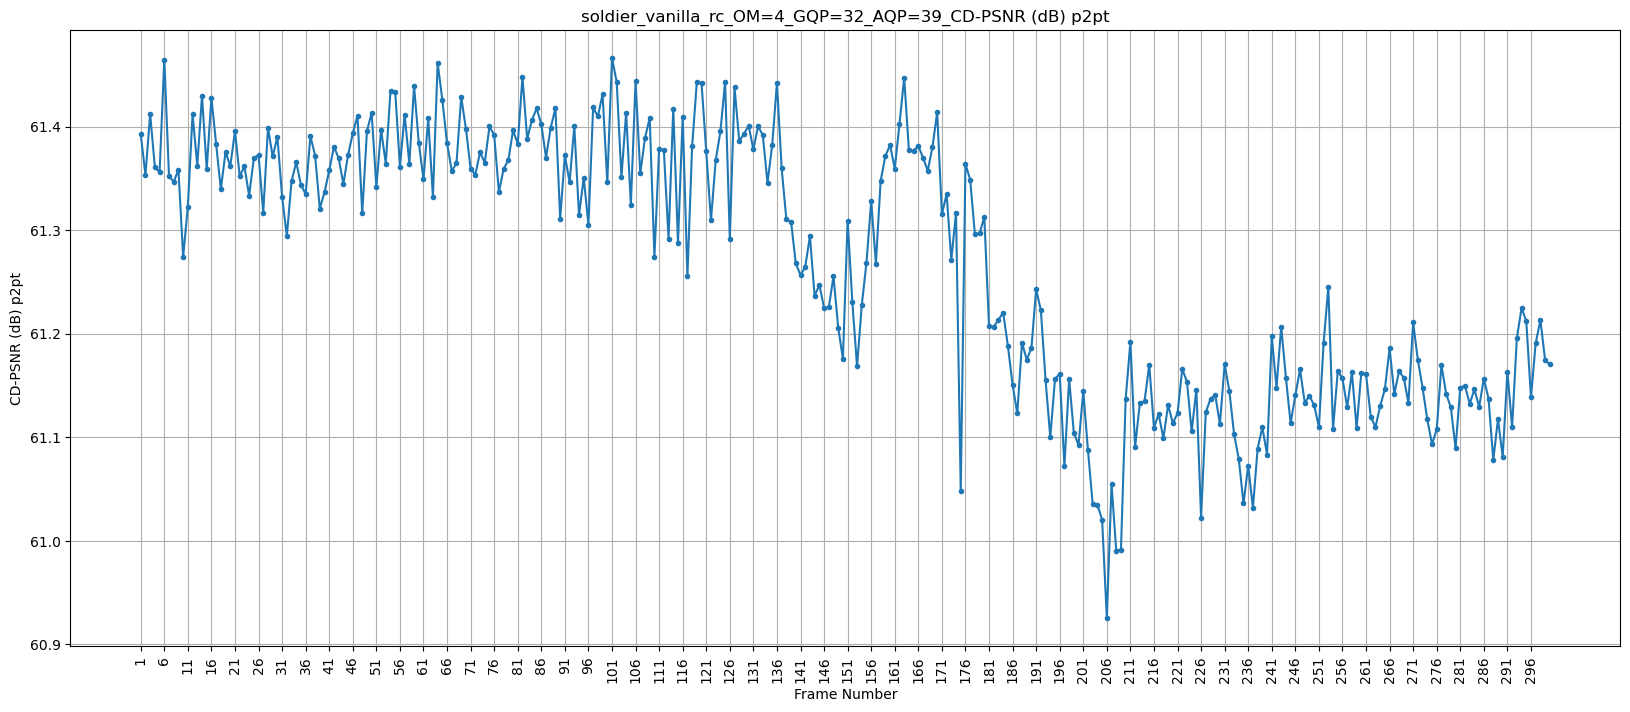 soldier_vanilla_rc_OM=4_GQP=32_AQP=39_CD-PSNR (dB) p2pt
CD-PSNR (dB) p2pt
61.4
61.3
61.2
61.1
61.0
60.9
1 6 11 16 21 26 31 36 41 46 51 56 61 66 71 76 81 86 91 96 101 106 111 116 121 126 131 136 141 146 151 156 161 166 171 176 181 186 191 196 201 206 211 216 221 226 231 236 241 246 251 256 261 266 271 276 281 286 291 296
Frame Number